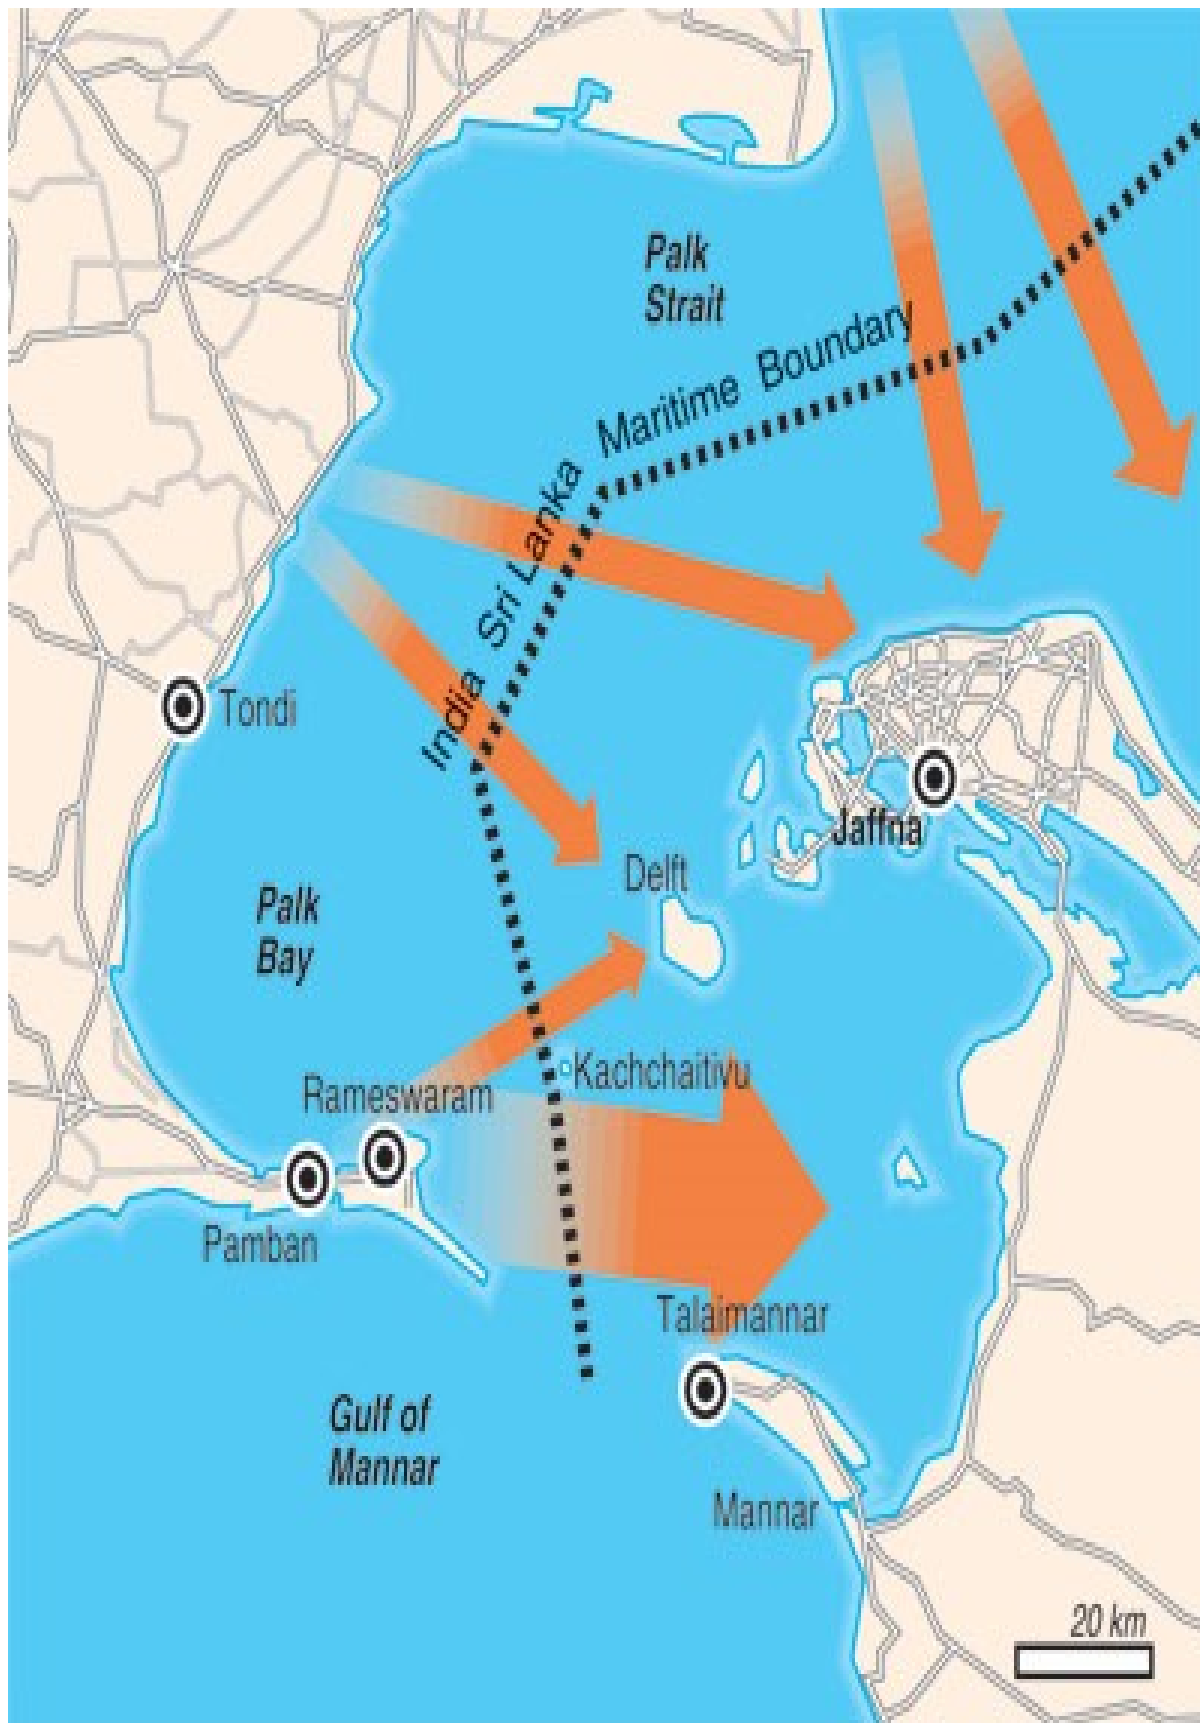 Palk
Strait
India Sri Lanka Maritime Boundary
Tondi
Jaffna
Delft
Palk
Bay
Kachchaitivu
Rameswaram
Pamban
Talaimannar
Gulf of
Mannar
Mannar
20 km